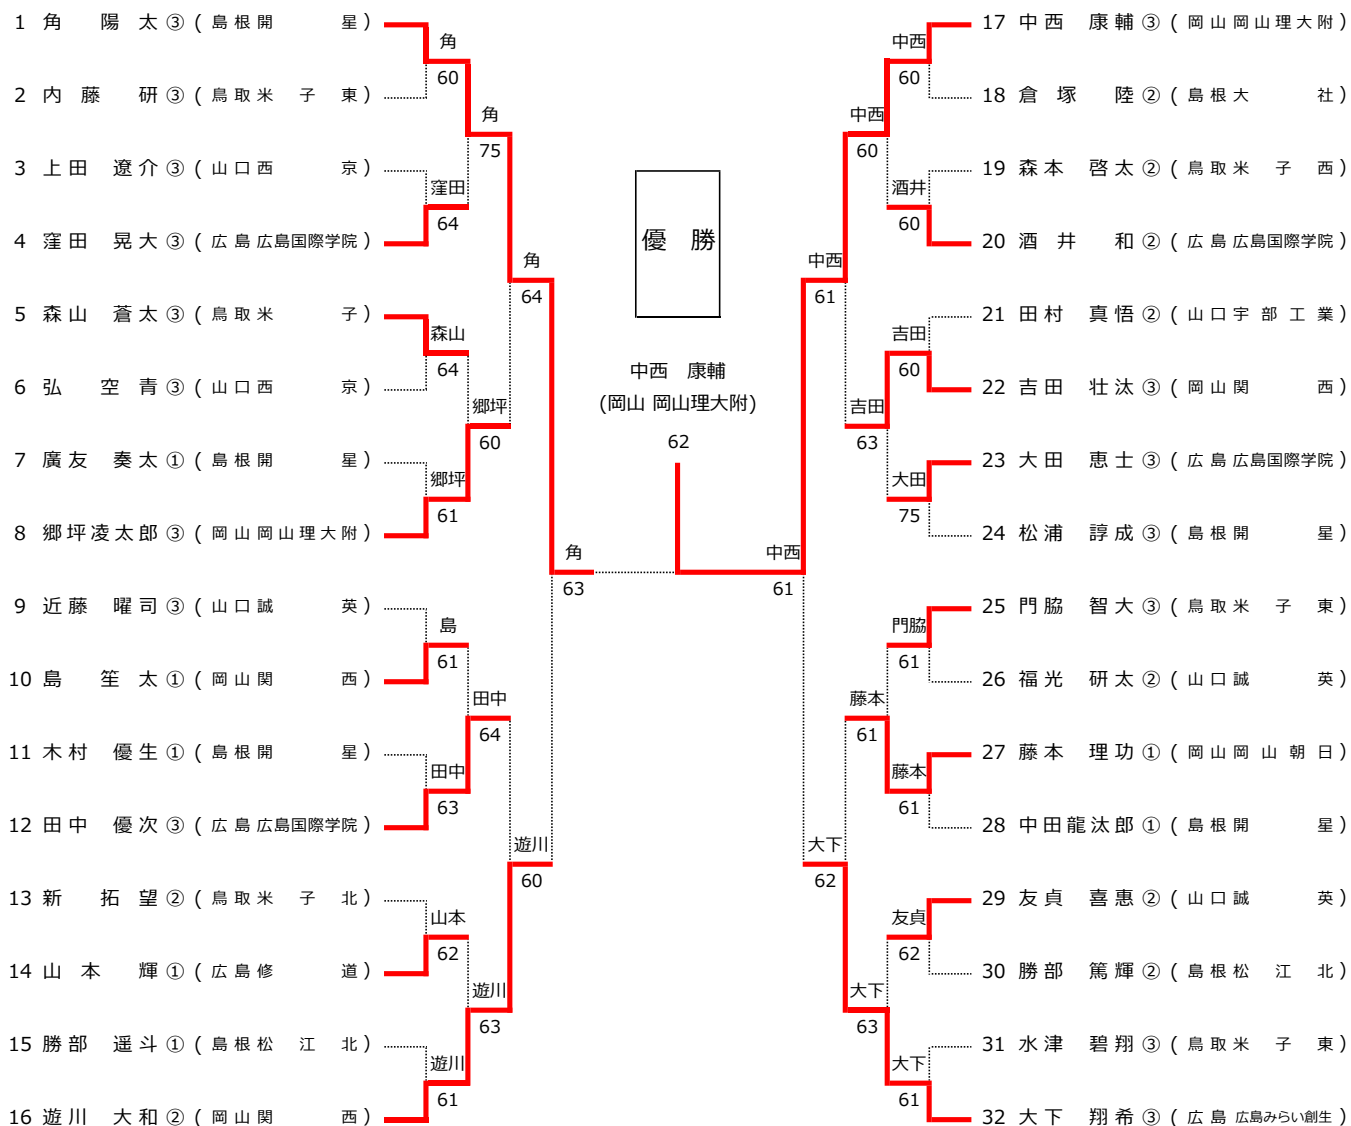 1 角 陽 太 ③ ( 島 根 開 星 )
角
60
2 内 藤 研 ③ ( 鳥 取 米 子 東 )
角
75
3 上 田 遼 介 ③ ( 山 口 西 京 )
窪田
64
4 窪 田 晃 大 ③ ( 広 島 広島国際学院 )
角
64
5 森 山 蒼 太 ③ ( 鳥 取 米 子 )
森山
64
6 弘 空 青 ③ ( 山 口 西 京 )
郷坪
60
7 廣 友 奏 太 ① ( 島 根 開 星 )
郷坪
61
8 郷 坪 凌 太 郎 ③ ( 岡 山 岡 山 理 大 附 )
角
63
9 近 藤 曜 司 ③ ( 山 口 誠 英 )
島
61
10 島 笙 太 ① ( 岡 山 関 西 )
田中
64
11 木 村 優 生 ① ( 島 根 開 星 )
田中
63
12 田 中 優 次 ③ ( 広 島 広島国際学院 )
遊川
60
13 新 拓 望 ② ( 鳥 取 米 子 北 )
山本
62
14 山 本 輝 ① ( 広 島 修 道 )
遊川
63
15 勝 部 遥 斗 ① ( 島 根 松 江 北 )
遊川
61
16 遊 川 大 和 ② ( 岡 山 関 西 )
優 勝
中西 康輔
(岡山 岡山理大附)
62
17 中 西 康 輔 ③ ( 岡 山 岡 山 理 大 附 )
中西
60
18 倉 塚 陸 ② ( 島 根 大 社 )
中西
60
19 森 本 啓 太 ② ( 鳥 取 米 子 西 )
酒井
60
20 酒 井 和 ② ( 広 島 広島国際学院 )
中西
61
21 田 村 真 悟 ② ( 山 口 宇 部 工 業 )
吉田
60
22 吉 田 壮 汰 ③ ( 岡 山 関 西 )
吉田
63
23 大 田 恵 士 ③ ( 広 島 広島国際学院 )
大田
75
24 松 浦 諄 成 ③ ( 島 根 開 星 )
中西
61
25 門 脇 智 大 ③ ( 鳥 取 米 子 東 )
門脇
61
26 福 光 研 太 ② ( 山 口 誠 英 )
藤本
61
27 藤 本 理 功 ① ( 岡 山 岡 山 朝 日 )
藤本
61
28 中 田 龍 汰 郎 ① ( 島 根 開 星 )
大下
62
29 友 貞 喜 惠 ② ( 山 口 誠 英 )
友貞
62
30 勝 部 篤 輝 ② ( 島 根 松 江 北 )
大下
63
31 水 津 碧 翔 ③ ( 鳥 取 米 子 東 )
大下
61
32 大 下 翔 希 ③ ( 広 島 広島みらい創生 )